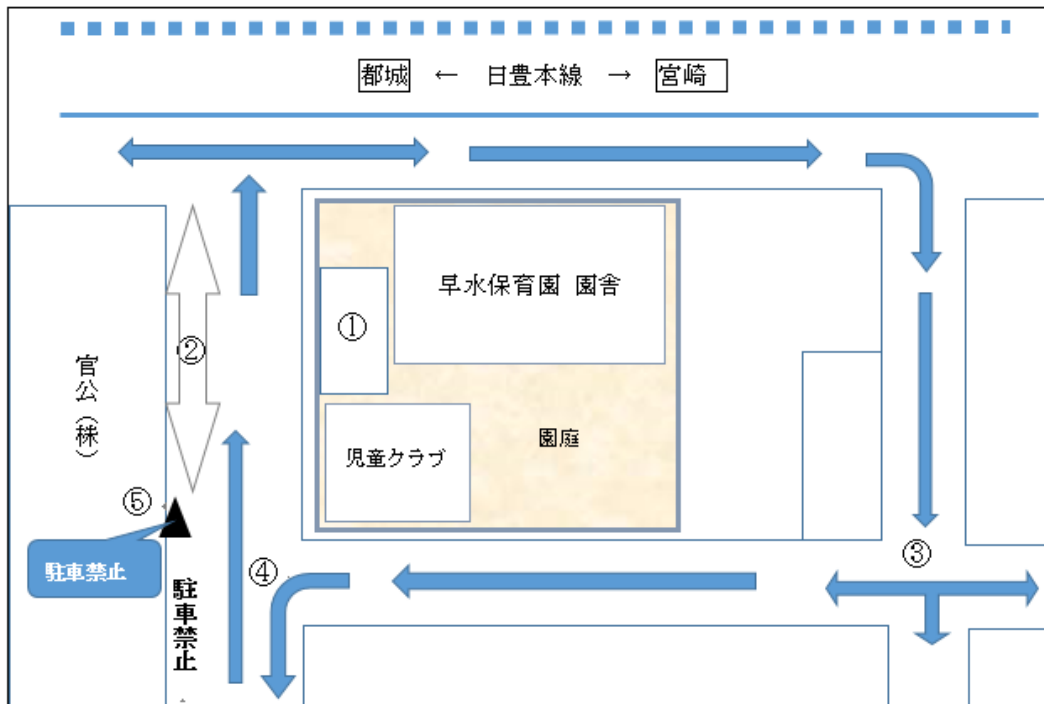 都城 ← 日豊本線 → 宮崎
早水保育園 園舎
①
②
官公(株)
児童クラブ
園庭
⑤
駐車禁止
駐車禁止
④
③